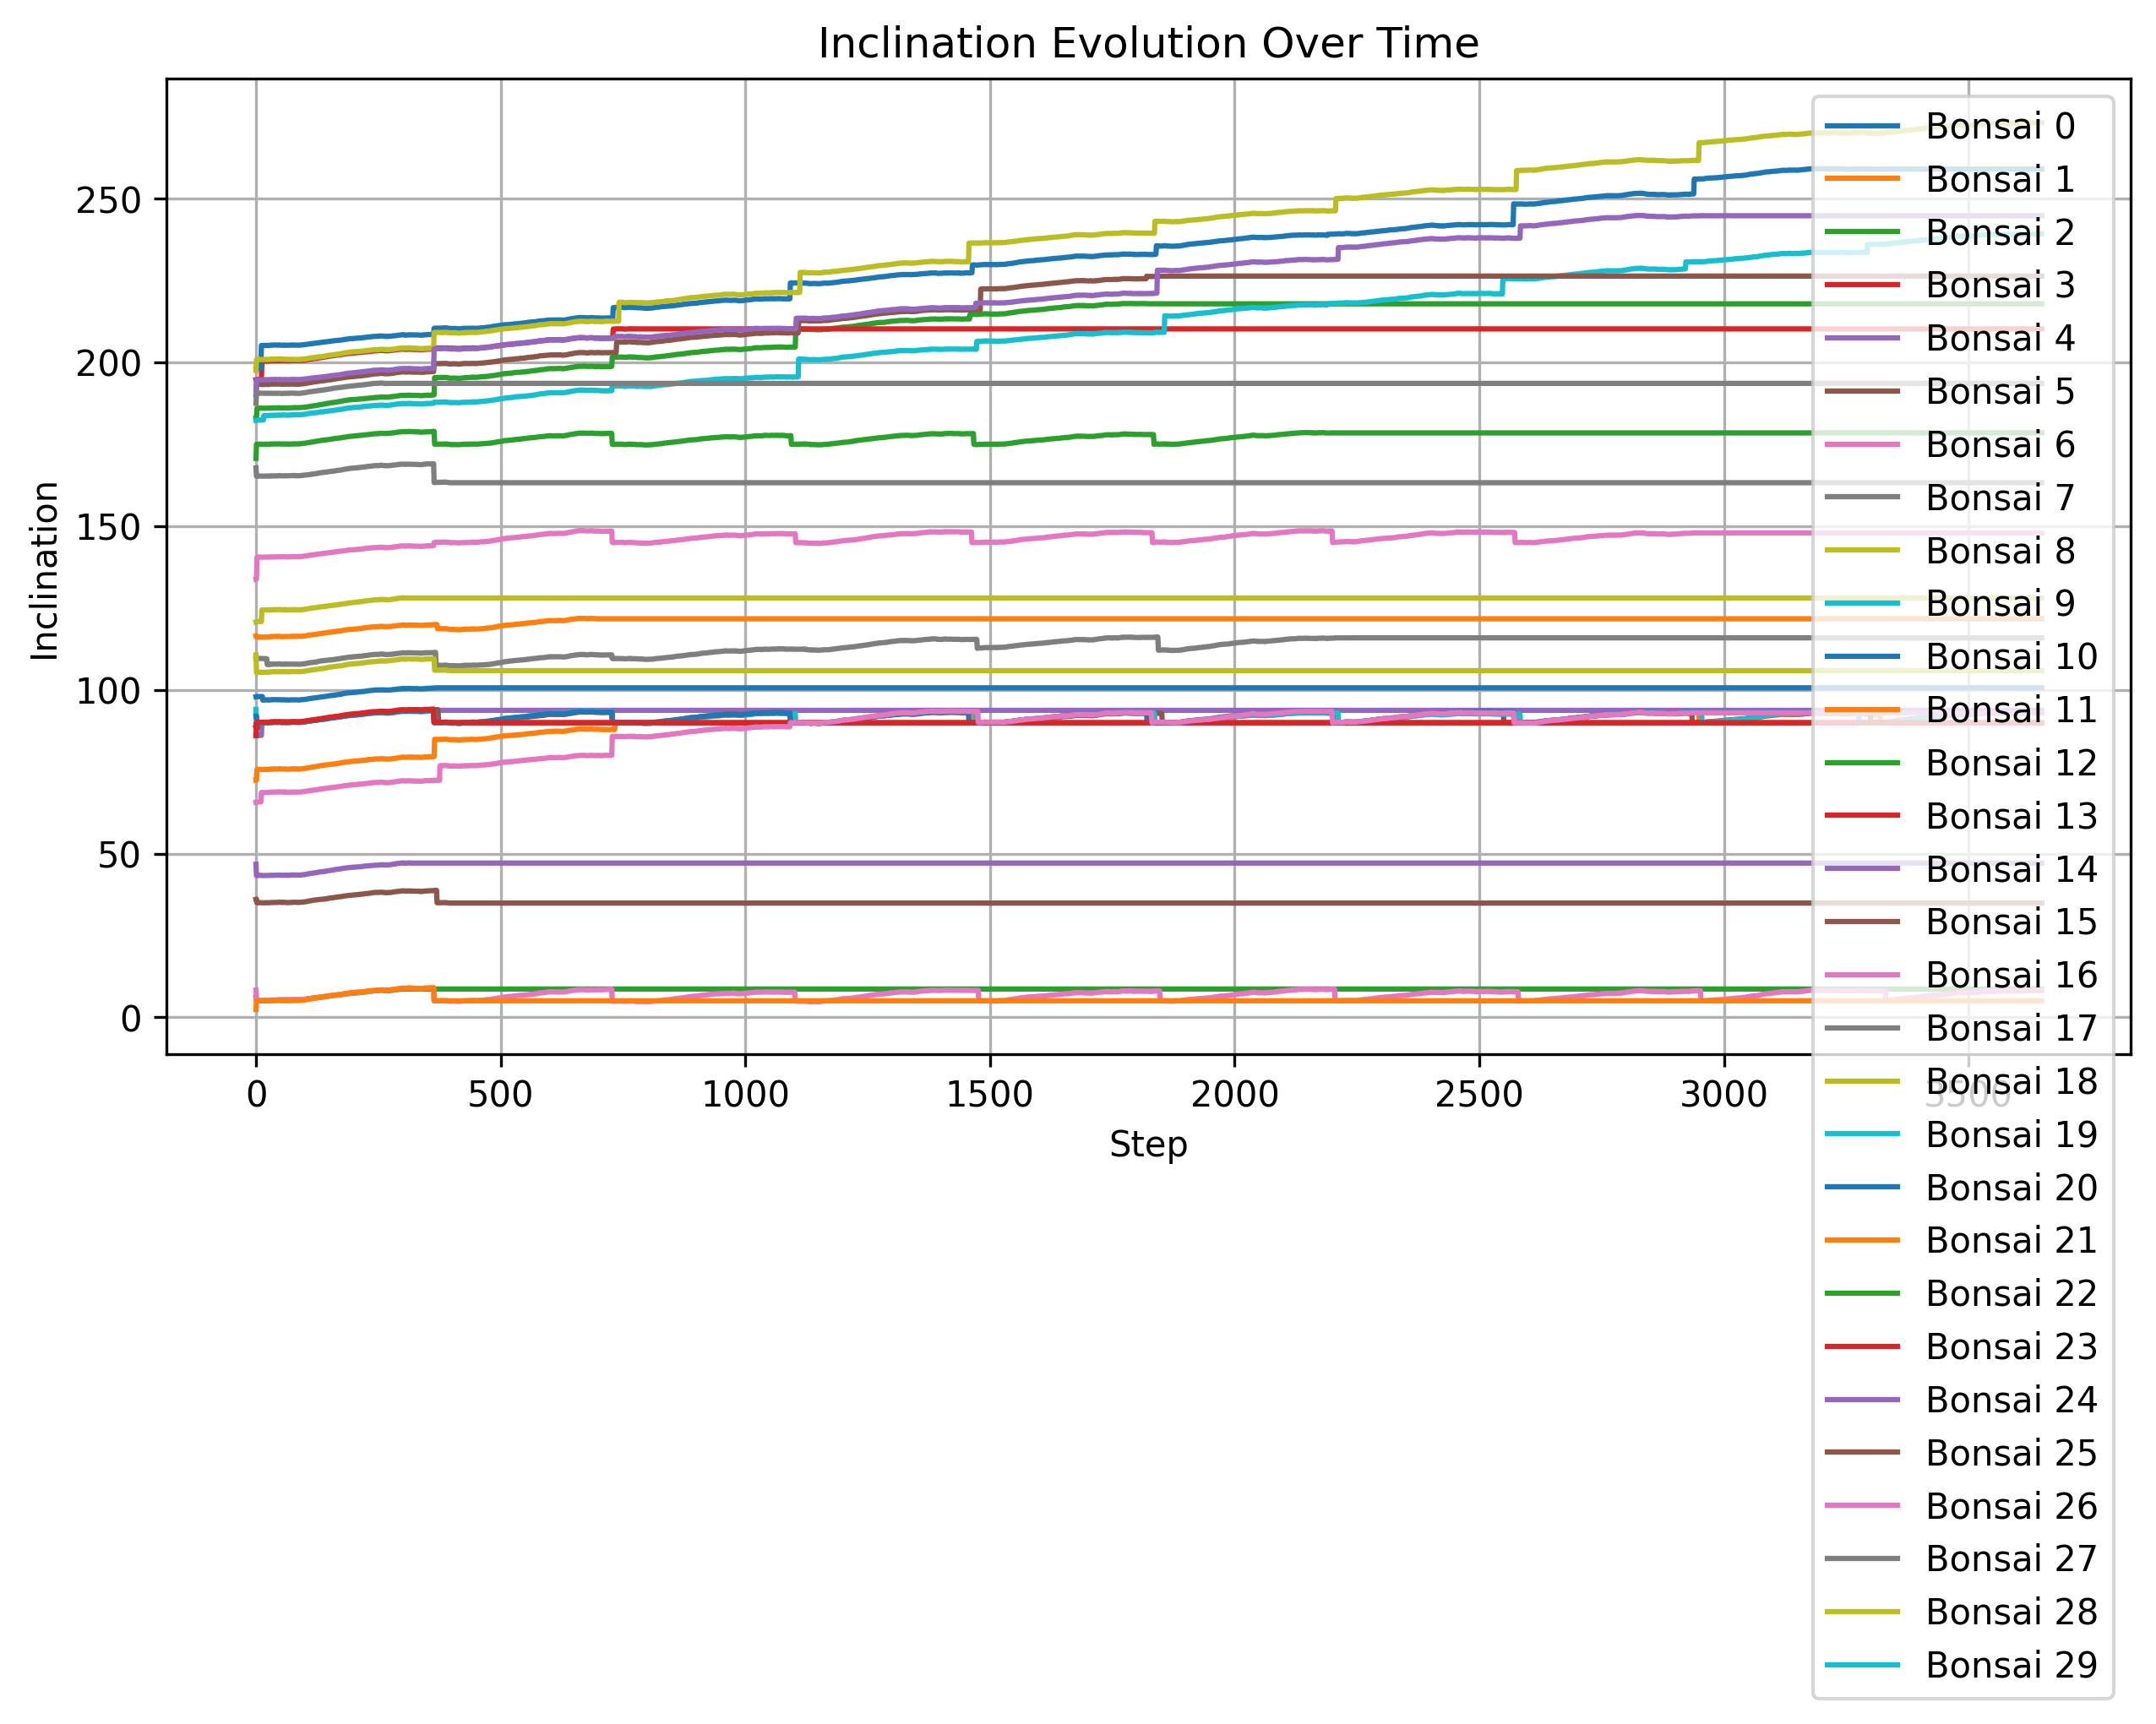 Inclination Evolution Over Time
Inclination
250
200
150
100
50
0
0 500 1000 1500 2000 2500 3000 3500
Step
Bonsai 0
Bonsai 1
Bonsai 2
Bonsai 3
Bonsai 4
Bonsai 5
Bonsai 6
Bonsai 7
Bonsai 8
Bonsai 9
Bonsai 10
Bonsai 11
Bonsai 12
Bonsai 13
Bonsai 14
Bonsai 15
Bonsai 16
Bonsai 17
Bonsai 18
Bonsai 19
Bonsai 20
Bonsai 21
Bonsai 22
Bonsai 23
Bonsai 24
Bonsai 25
Bonsai 26
Bonsai 27
Bonsai 28
Bonsai 29